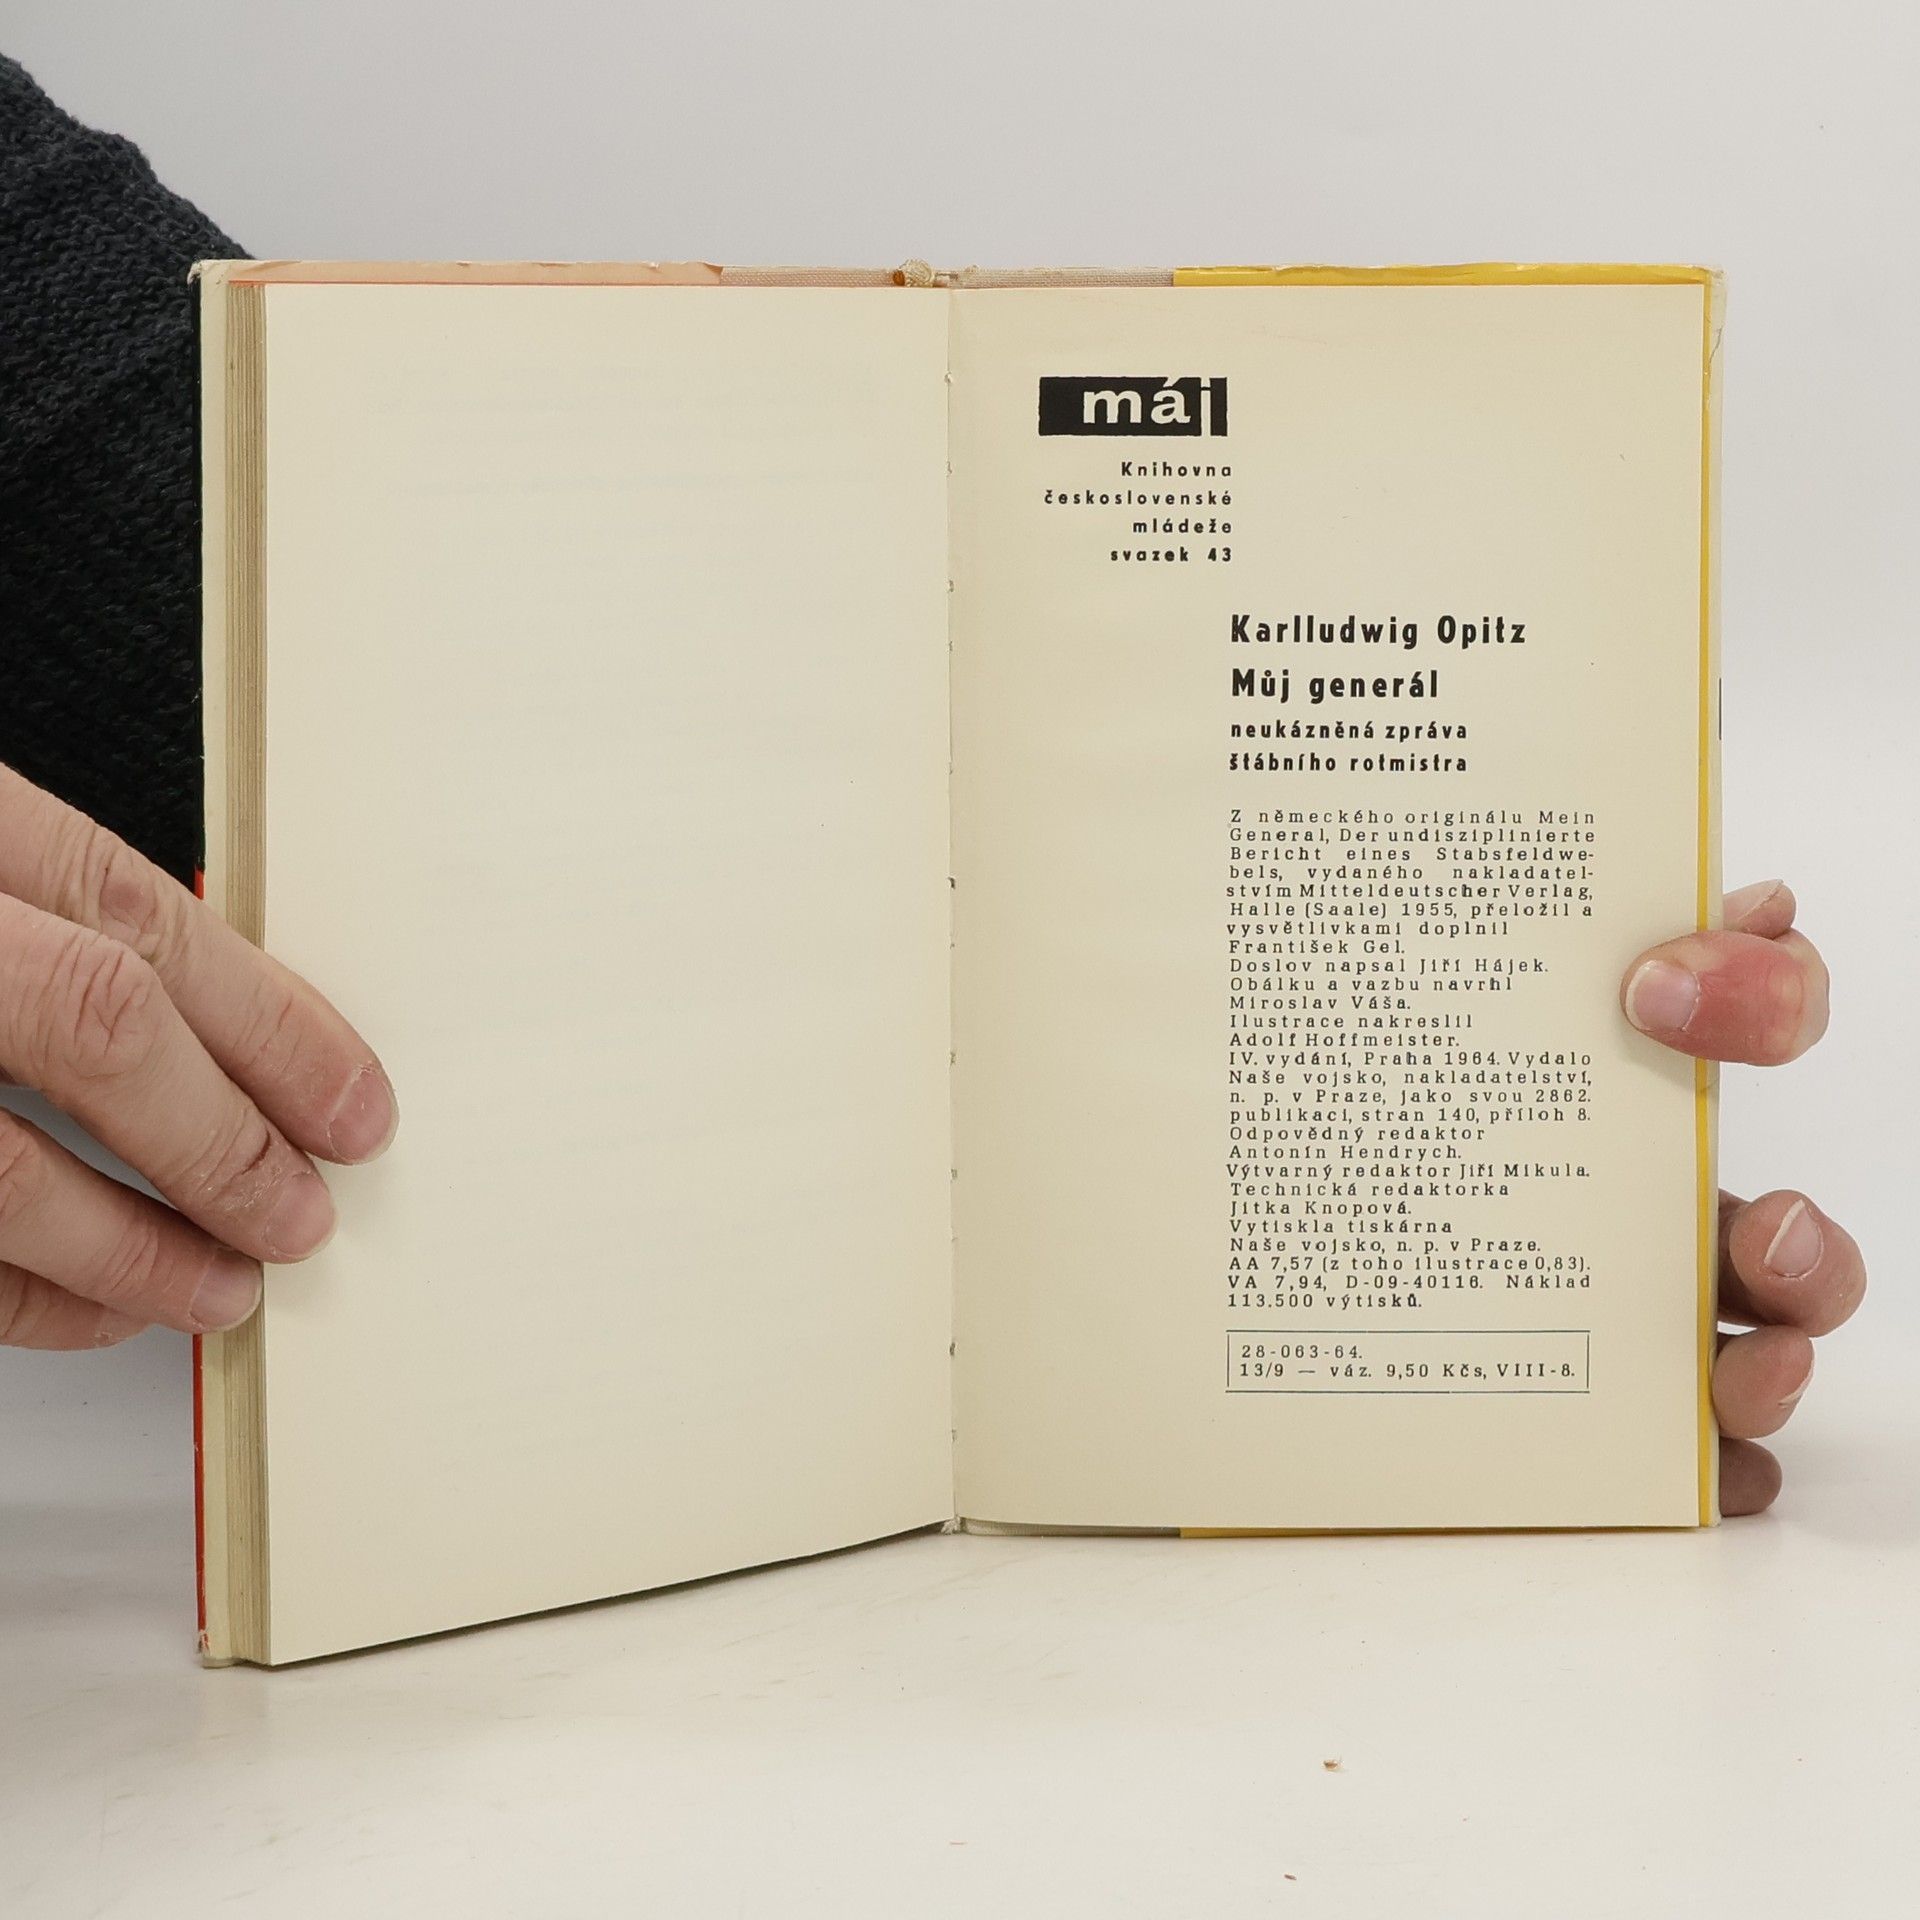 máj
Knihovna
československé
mládeže
svazek 43
Karlludwig Opitz
Můj generál
neukázněná zpráva
štábního rotmistra
Z německého originálu Mein
General, Der undisziplinierte
Bericht eines Stabsfeldwe-
bels, vydaného nakladatel-
stvím Mitteldeutscher Verlag,
Halle (Saale) 1955, přeložil a
vysvětlivkami doplnil
František Gel.
Doslov napsal Jiří Hájek.
Obálku a vazbu navrhl
Miroslav Váša.
Ilustrace nakreslil
Adolf Hoffmeister.
IV. vydání, Praha 1964. Vydalo
Naše vojsko, nakladatelství,
n. p. v Praze, jako svou 2862.
publikaci, stran 140, příloh 8.
Odpovědný redaktor
Antonín Hendrych.
Výtvarný redaktor Jiří Mikula.
Technická redaktorka
Jitka Knopová.
Vytiskla tiskárna
Naše vojsko, n. p. v Praze.
AA 7,57 (z toho ilustrace 0,83).
VA 7,94, D-09-40116. Náklad
113.500 výtisků.
28-063-64.
13/9 — váz. 9,50 Kčs, VIII-8.